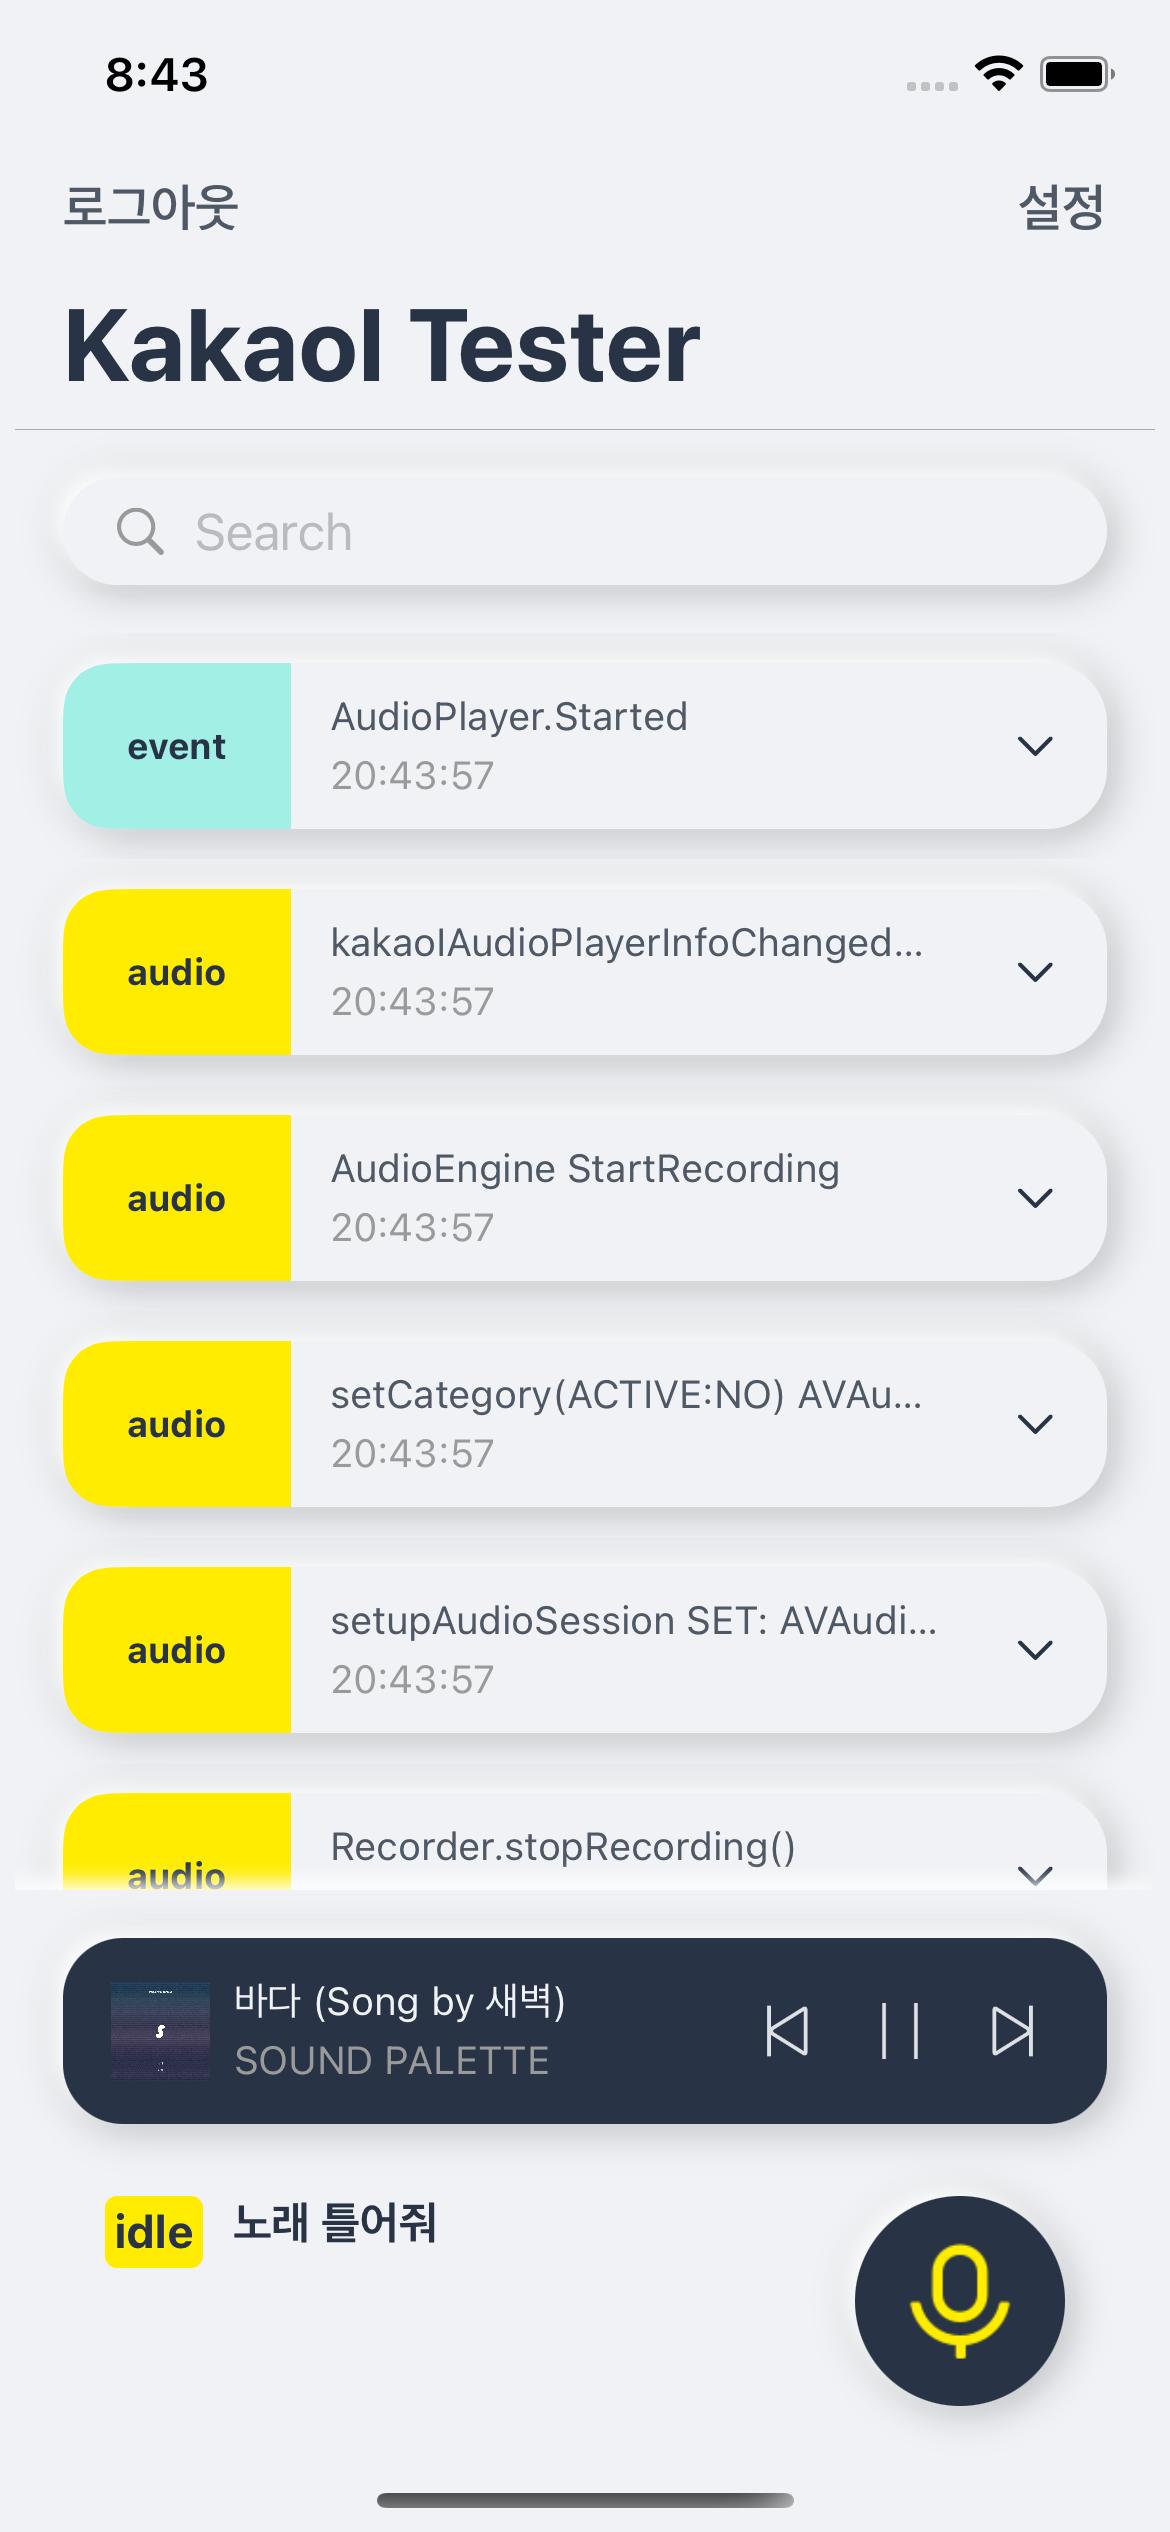 8:43
로그아웃
설정
KakaoI Tester
Search
event
AudioPlayer.Started
20:43:57
audio
kakaoIAudioPlayerInfoChanged...
20:43:57
audio
AudioEngine StartRecording
20:43:57
audio
setCategory(ACTIVE:NO) AVAu...
20:43:57
audio
setupAudioSession SET: AVAudi...
20:43:57
audio
Recorder.stopRecording()
바다 (Song by 새벽)
SOUND PALETTE
idle
노래 틀어줘